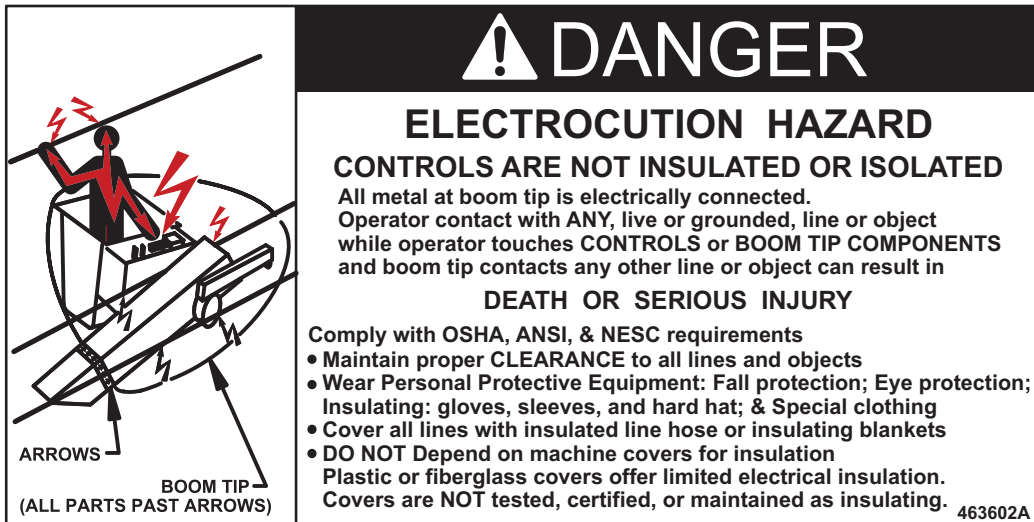 DANGER
ELECTROCUTION HAZARD
CONTROLS ARE NOT INSULATED OR ISOLATED
All metal at boom tip is electrically connected.
Operator contact with ANY, live or grounded, line or object
while operator touches CONTROLS or BOOM TIP COMPONENTS
and boom tip contacts any other line or object can result in
DEATH OR SERIOUS INJURY
Comply with OSHA, ANSI, & NESC requirements
• Maintain proper CLEARANCE to all lines and objects
• Wear Personal Protective Equipment: Fall protection; Eye protection;
Insulating: gloves, sleeves, and hard hat; & Special clothing
• Cover all lines with insulated line hose or insulating blankets
• DO NOT Depend on machine covers for insulation
Plastic or fiberglass covers offer limited electrical insulation.
Covers are NOT tested, certified, or maintained as insulating.
463602A
ARROWS
BOOM TIP
(ALL PARTS PAST ARROWS)